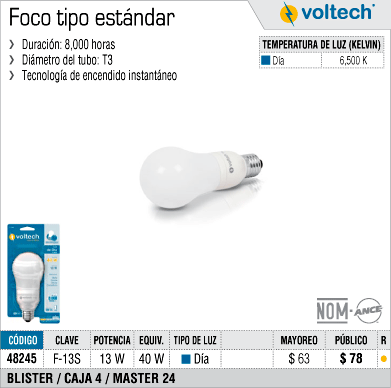 Foco tipo estándar
voltech®
Duración: 8,000 horas
Diámetro del tubo: T3
Tecnología de encendido instantáneo
TEMPERATURA DE LUZ (KELVIN)
Día 6,500 K
voltech
voltech
NOM-ANCE
CÓDIGO CLAVE POTENCIA EQUIV. TIPO DE LUZ MAYOREO PÚBLICO R
48245 F-13S 13 W 40 W Día $ 63 $ 78
BLISTER / CAJA 4 / MASTER 24